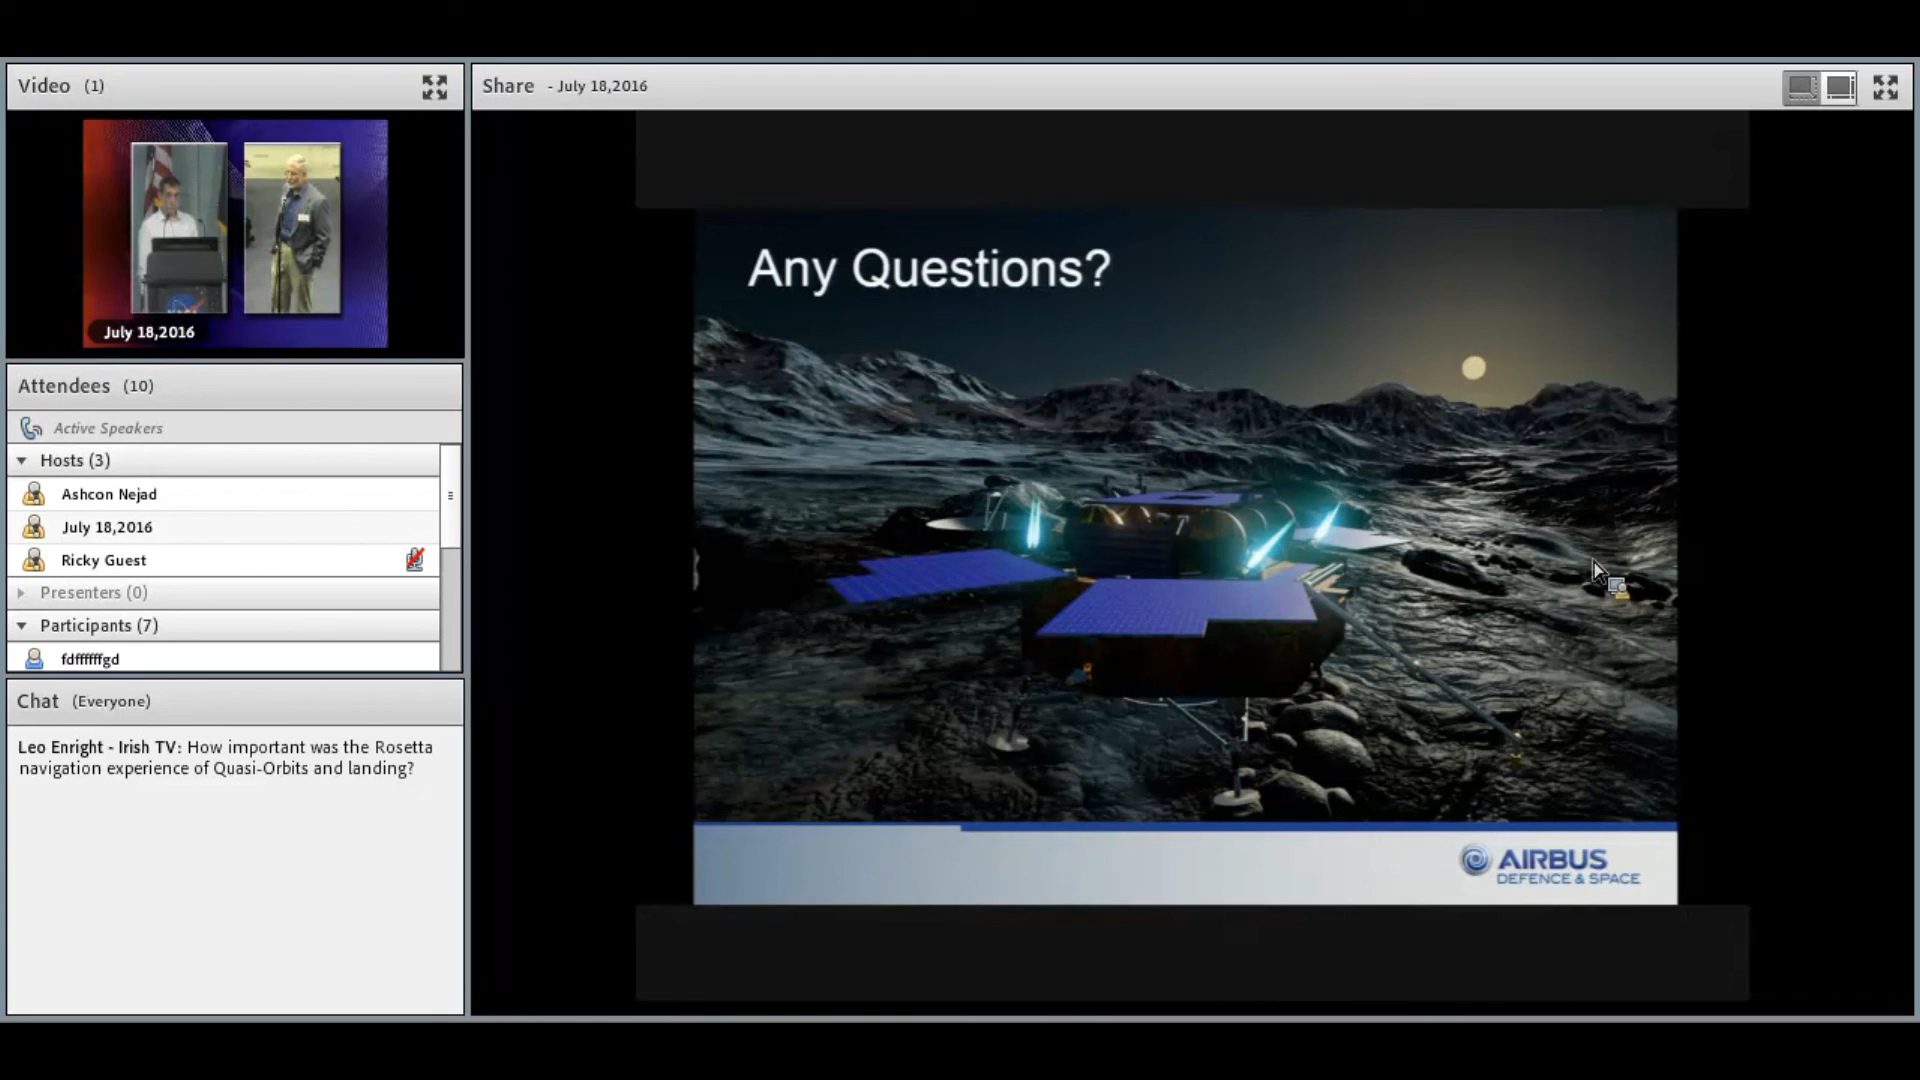 Video (1)
July 18,2016
Attendees (10)
Active Speakers
Hosts (3)
Ashcon Nejad
July 18,2016
Ricky Guest
Presenters (0)
Participants (7)
fdffffffgd
Chat (Everyone)
Leo Enright - Irish TV: How important was the Rosetta
navigation experience of Quasi-Orbits and landing?
Share - July 18,2016
Any Questions?
AIRBUS
DEFENCE & SPACE